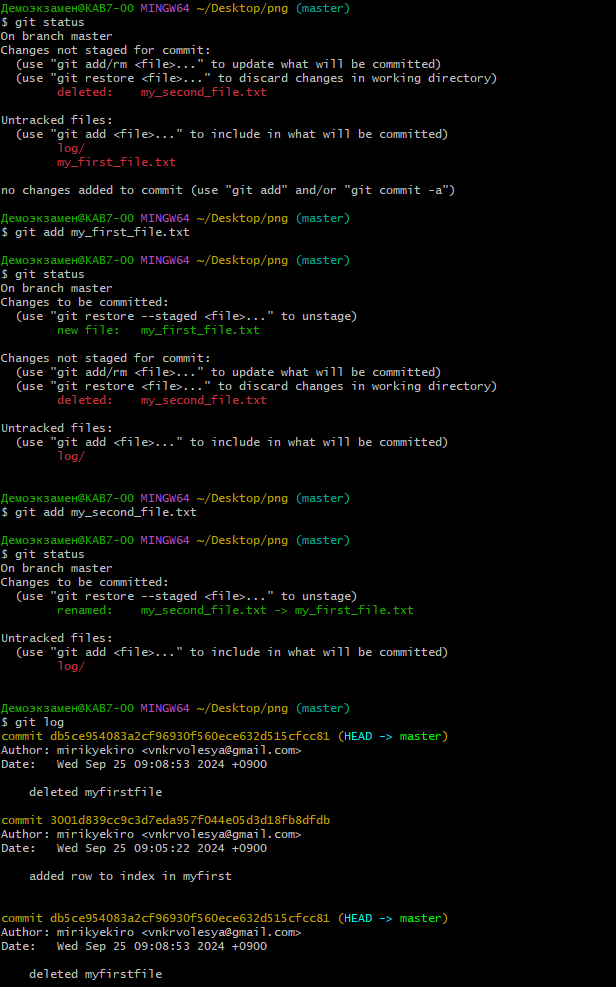 Демоэкзамен@КАВ7-00 MINGW64 ~/Desktop/png (master)
$ git status
On branch master
Changes not staged for commit:
  (use "git add/rm <file>..." to update what will be committed)
  (use "git restore <file>..." to discard changes in working directory)
        deleted:    my_second_file.txt

Untracked files:
  (use "git add <file>..." to include in what will be committed)
        log/
        my_first_file.txt

no changes added to commit (use "git add" and/or "git commit -a")

Демоэкзамен@КАВ7-00 MINGW64 ~/Desktop/png (master)
$ git add my_first_file.txt

Демоэкзамен@КАВ7-00 MINGW64 ~/Desktop/png (master)
$ git status
On branch master
Changes to be committed:
  (use "git restore --staged <file>..." to unstage)
        new file:   my_first_file.txt

Changes not staged for commit:
  (use "git add/rm <file>..." to update what will be committed)
  (use "git restore <file>..." to discard changes in working directory)
        deleted:    my_second_file.txt

Untracked files:
  (use "git add <file>..." to include in what will be committed)
        log/

Демоэкзамен@КАВ7-00 MINGW64 ~/Desktop/png (master)
$ git add my_second_file.txt

Демоэкзамен@КАВ7-00 MINGW64 ~/Desktop/png (master)
$ git status
On branch master
Changes to be committed:
  (use "git restore --staged <file>..." to unstage)
        renamed:    my_second_file.txt -> my_first_file.txt

Untracked files:
  (use "git add <file>..." to include in what will be committed)
        log/

Демоэкзамен@КАВ7-00 MINGW64 ~/Desktop/png (master)
$ git log
commit db5ce954083a2cf96930f560ece632d515cfcc81 (HEAD -> master)
Author: mirikyekiro <vnkrvolesya@gmail.com>
Date:   Wed Sep 25 09:08:53 2024 +0900

    deleted myfirstfile

commit 3001d839cc9c3d7eda957f044e05d3d18fb8dfdb
Author: mirikyekiro <vnkrvolesya@gmail.com>
Date:   Wed Sep 25 09:05:22 2024 +0900

    added row to index in myfirst

commit db5ce954083a2cf96930f560ece632d515cfcc81 (HEAD -> master)
Author: mirikyekiro <vnkrvolesya@gmail.com>
Date:   Wed Sep 25 09:08:53 2024 +0900

    deleted myfirstfile